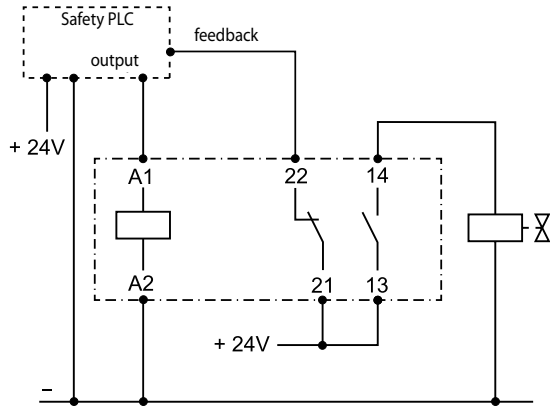 Safety PLC
feedback
output
+ 24V
A1
22
14
A2
21
13
+ 24V
–